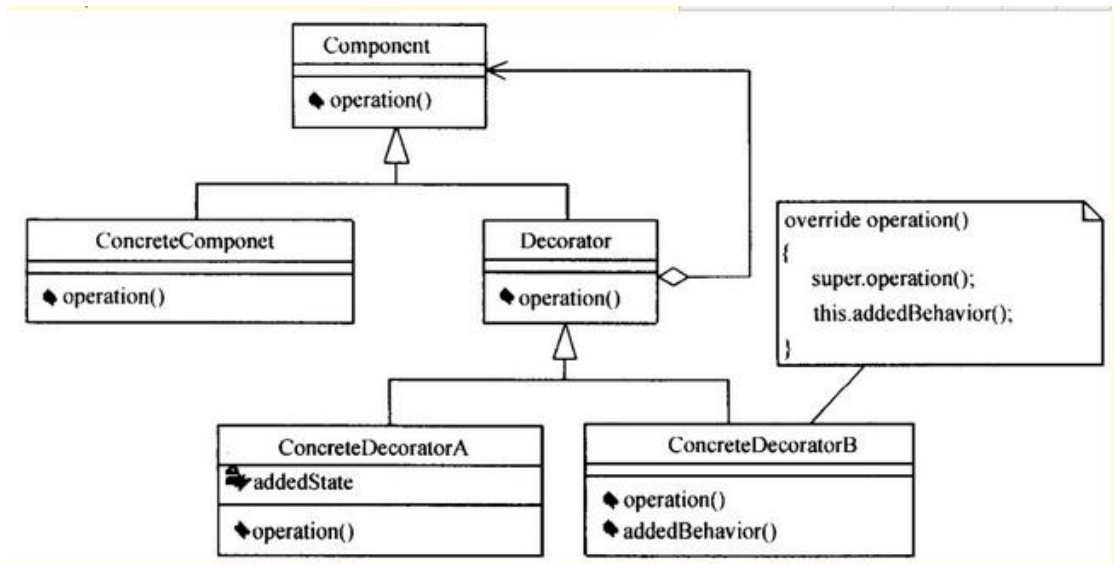 Component
operation()
ConcreteComponet
operation()
Decorator
operation()
override operation()
{
super.operation();
this.addedBehavior();
}
ConcreteDecoratorA
addedState
operation()
ConcreteDecoratorB
operation()
addedBehavior()